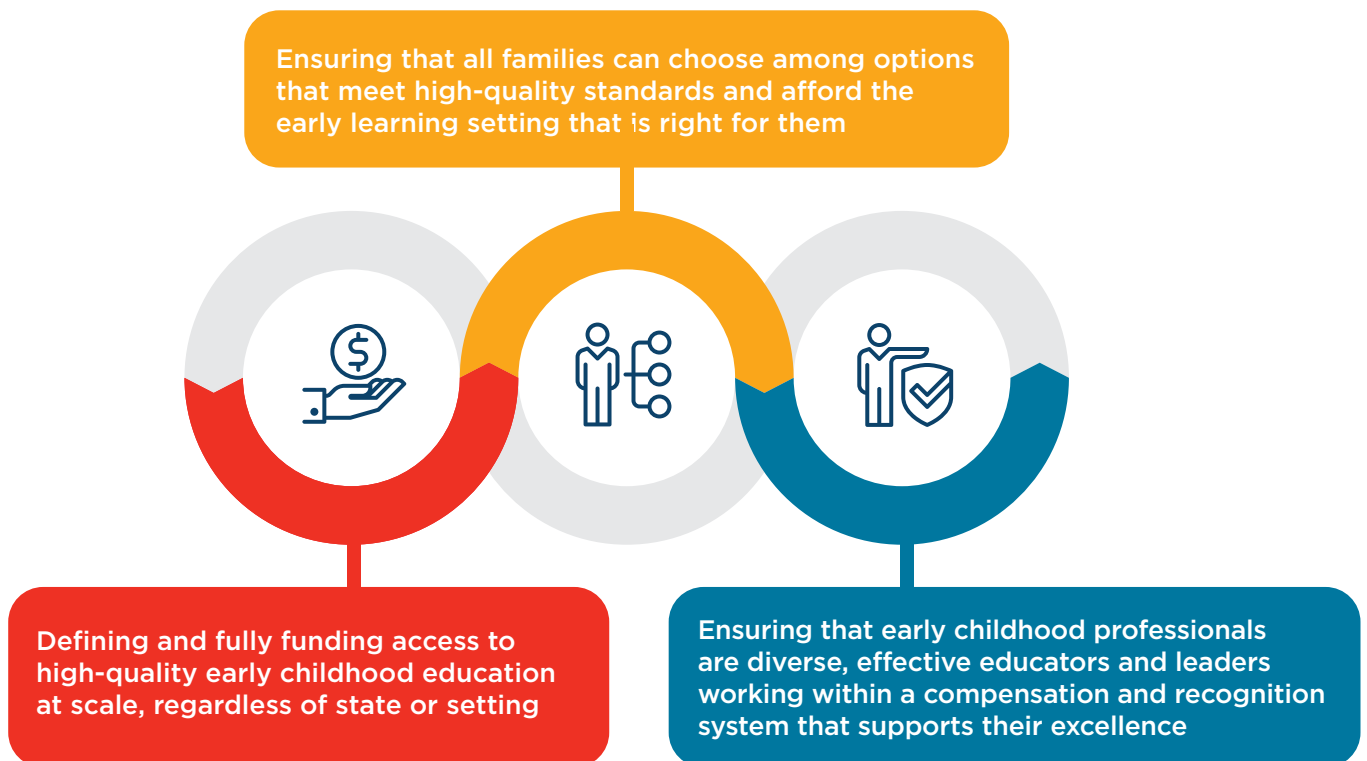 Ensuring that all families can choose among options
that meet high-quality standards and afford the
early learning setting that is right for them
$
Defining and fully funding access to
high-quality early childhood education
at scale, regardless of state or setting
Ensuring that early childhood professionals
are diverse, effective educators and leaders
working within a compensation and recognition
system that supports their excellence